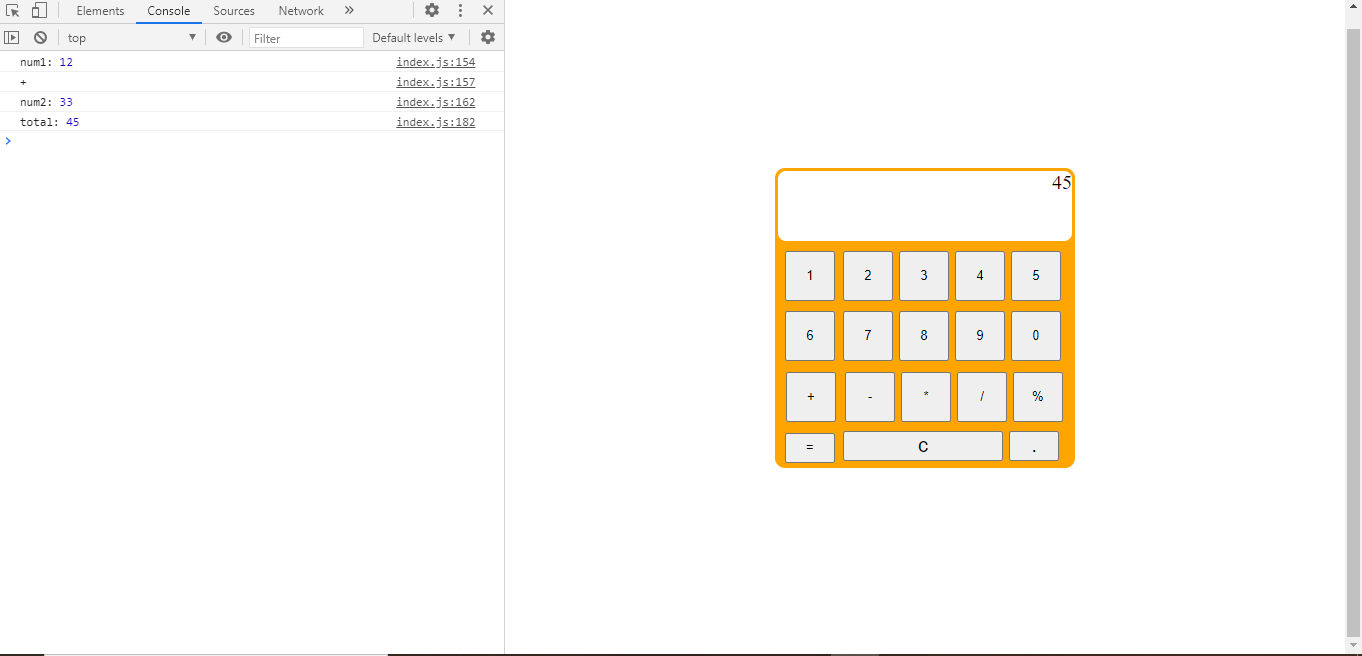 Elements Console Sources Network »
top ▼ Filter Default levels ▼
num1: 12 index.js:154
+ index.js:157
num2: 33 index.js:162
total: 45 index.js:182
>
45
1 2 3 4 5
6 7 8 9 0
+ - * / %
= C .